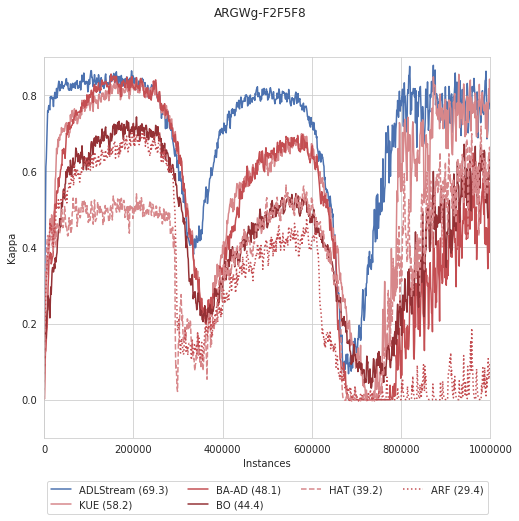 ARGWg-F2F5F8
Kappa
0.8
0.6
0.4
0.2
0.0
0 200000 400000 600000 800000 1000000
Instances
ADLStream (69.3) BA-AD (48.1) HAT (39.2) ARF (29.4)
KUE (58.2) BO (44.4)